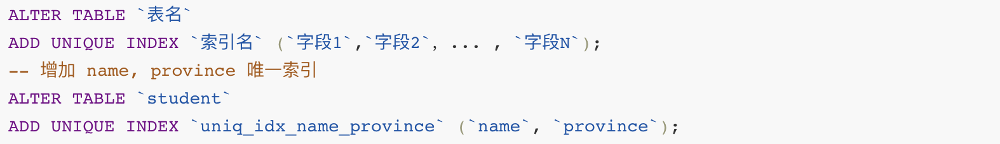 ALTER TABLE `表名`
ADD UNIQUE INDEX `索引名` (`字段1`,`字段2`, ... , `字段N`);
-- 增加 name, province 唯一索引
ALTER TABLE `student`
ADD UNIQUE INDEX `uniq_idx_name_province` (`name`, `province`);